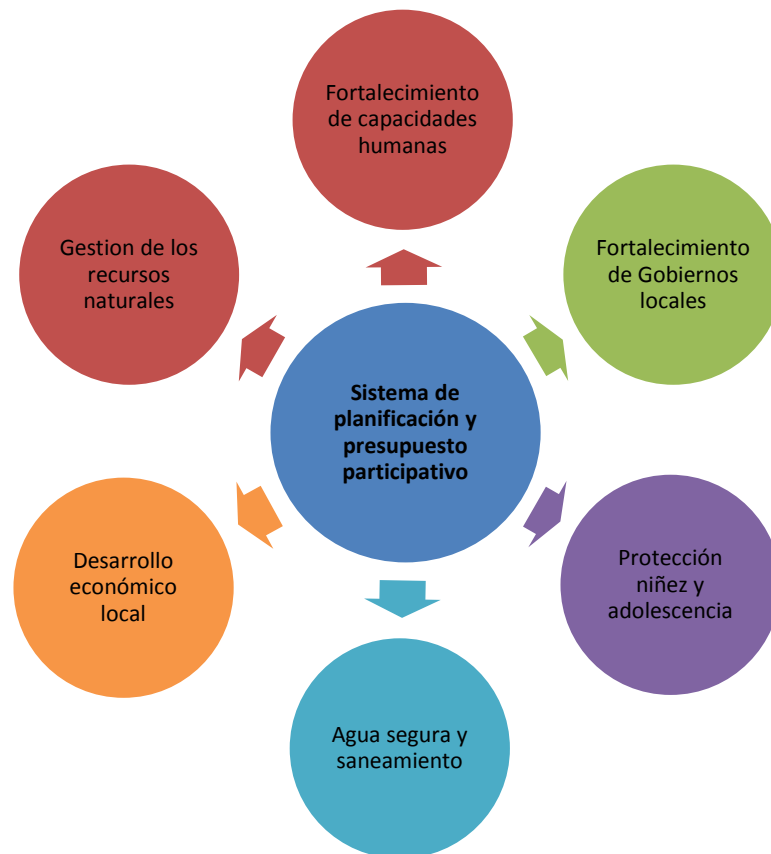 Fortalecimiento
de capacidades
humanas
Gestion de los
recursos
naturales
Fortalecimiento
de Gobiernos
locales
Sistema de
planificación y
presupuesto
participativo
Desarrollo
económico
local
Protección
niñez y
adolescencia
Agua segura y
saneamiento